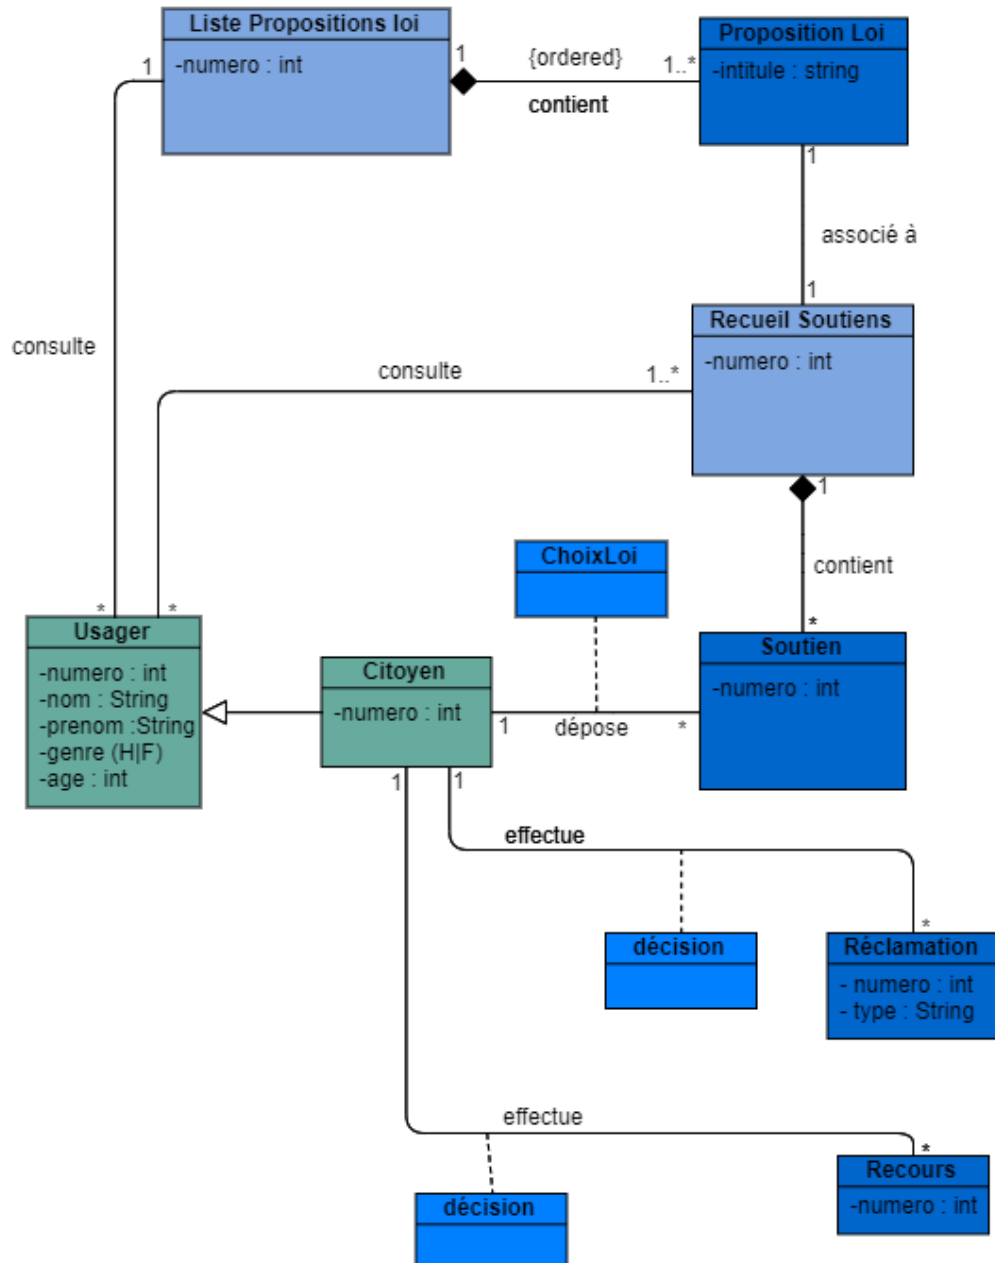 Liste Propositions loi
-numero : int
1
1
{ordered}
contient
1..*
Proposition Loi
-intitule : string
1
associé à
1
Recueil Soutiens
-numero : int
consulte
consulte
1..*
1
contient
*
ChoixLoi
*
*
Usager
-numero : int
-nom : String
-prenom :String
-genre (H|F)
-age : int
Citoyen
-numero : int
1
dépose
*
Soutien
-numero : int
1
1
effectue
*
décision
Réclamation
- numero : int
- type : String
effectue
*
Recours
-numero : int
décision